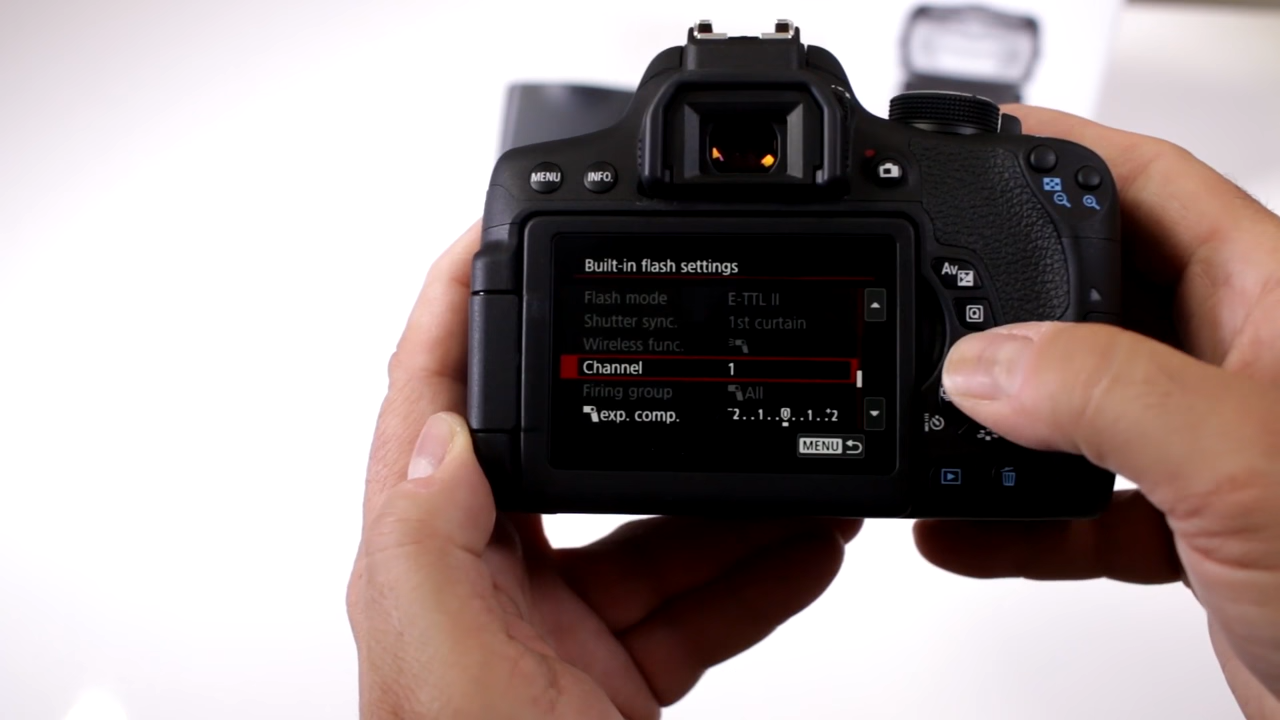 MENU INFO.
Built-in flash settings
Flash mode E-TTL II
Shutter sync. 1st curtain
Wireless func.
Channel 1
Firing group All
exp. comp. -2..1..0..1..+2
MENU
Av
Q